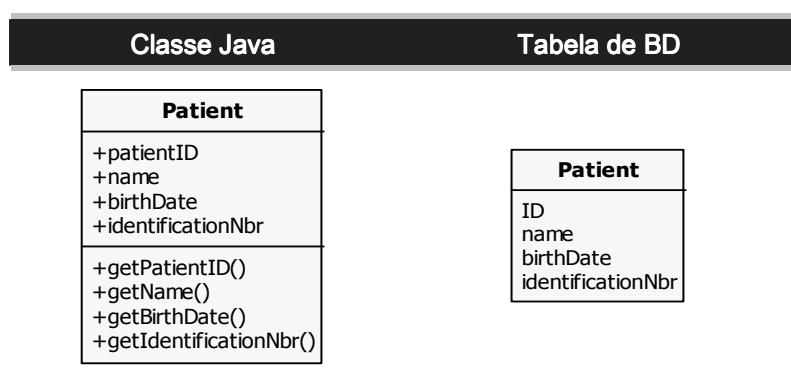 Classe Java
Tabela de BD
Patient
+patientID
+name
+birthDate
+identificationNbr
+getPatientID()
+getName()
+getBirthDate()
+getIdentificationNbr()
Patient
ID
name
birthDate
identificationNbr